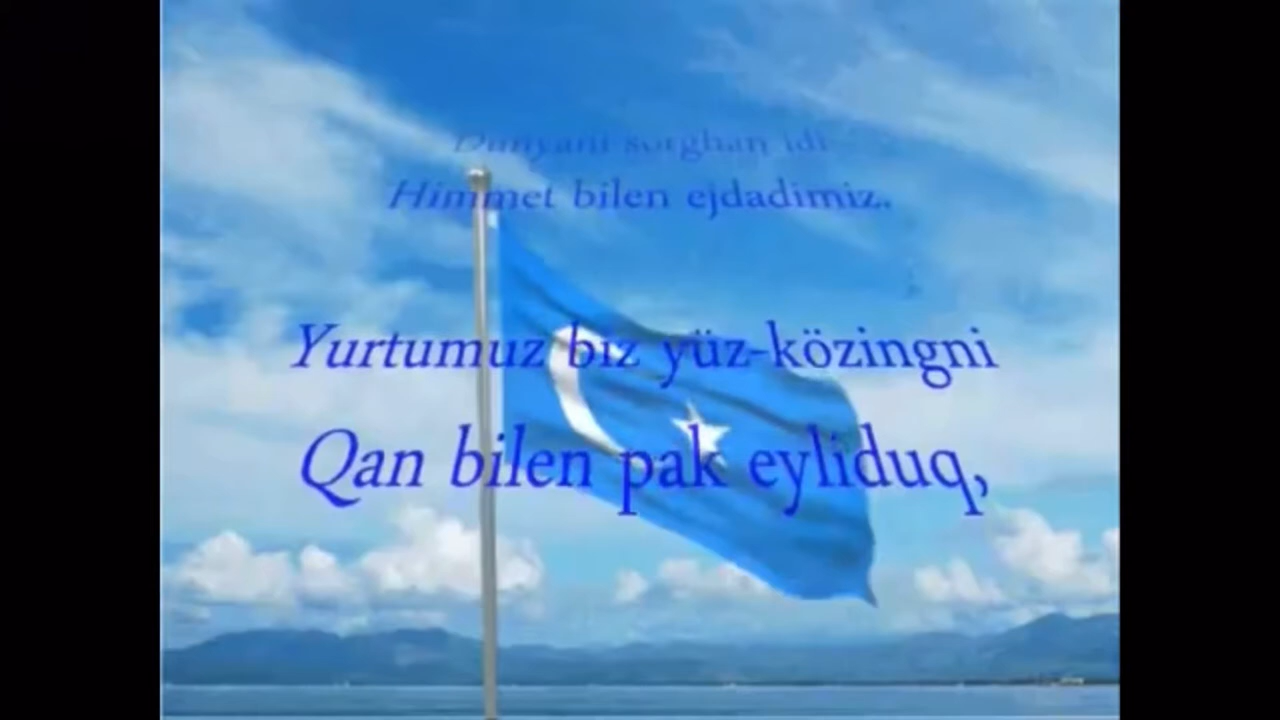 Dunyani sorghan idi
Himmet bilen ejdadimiz.
Yurtumuz biz yüz-közingni
Qan bilen pak eyliduq,